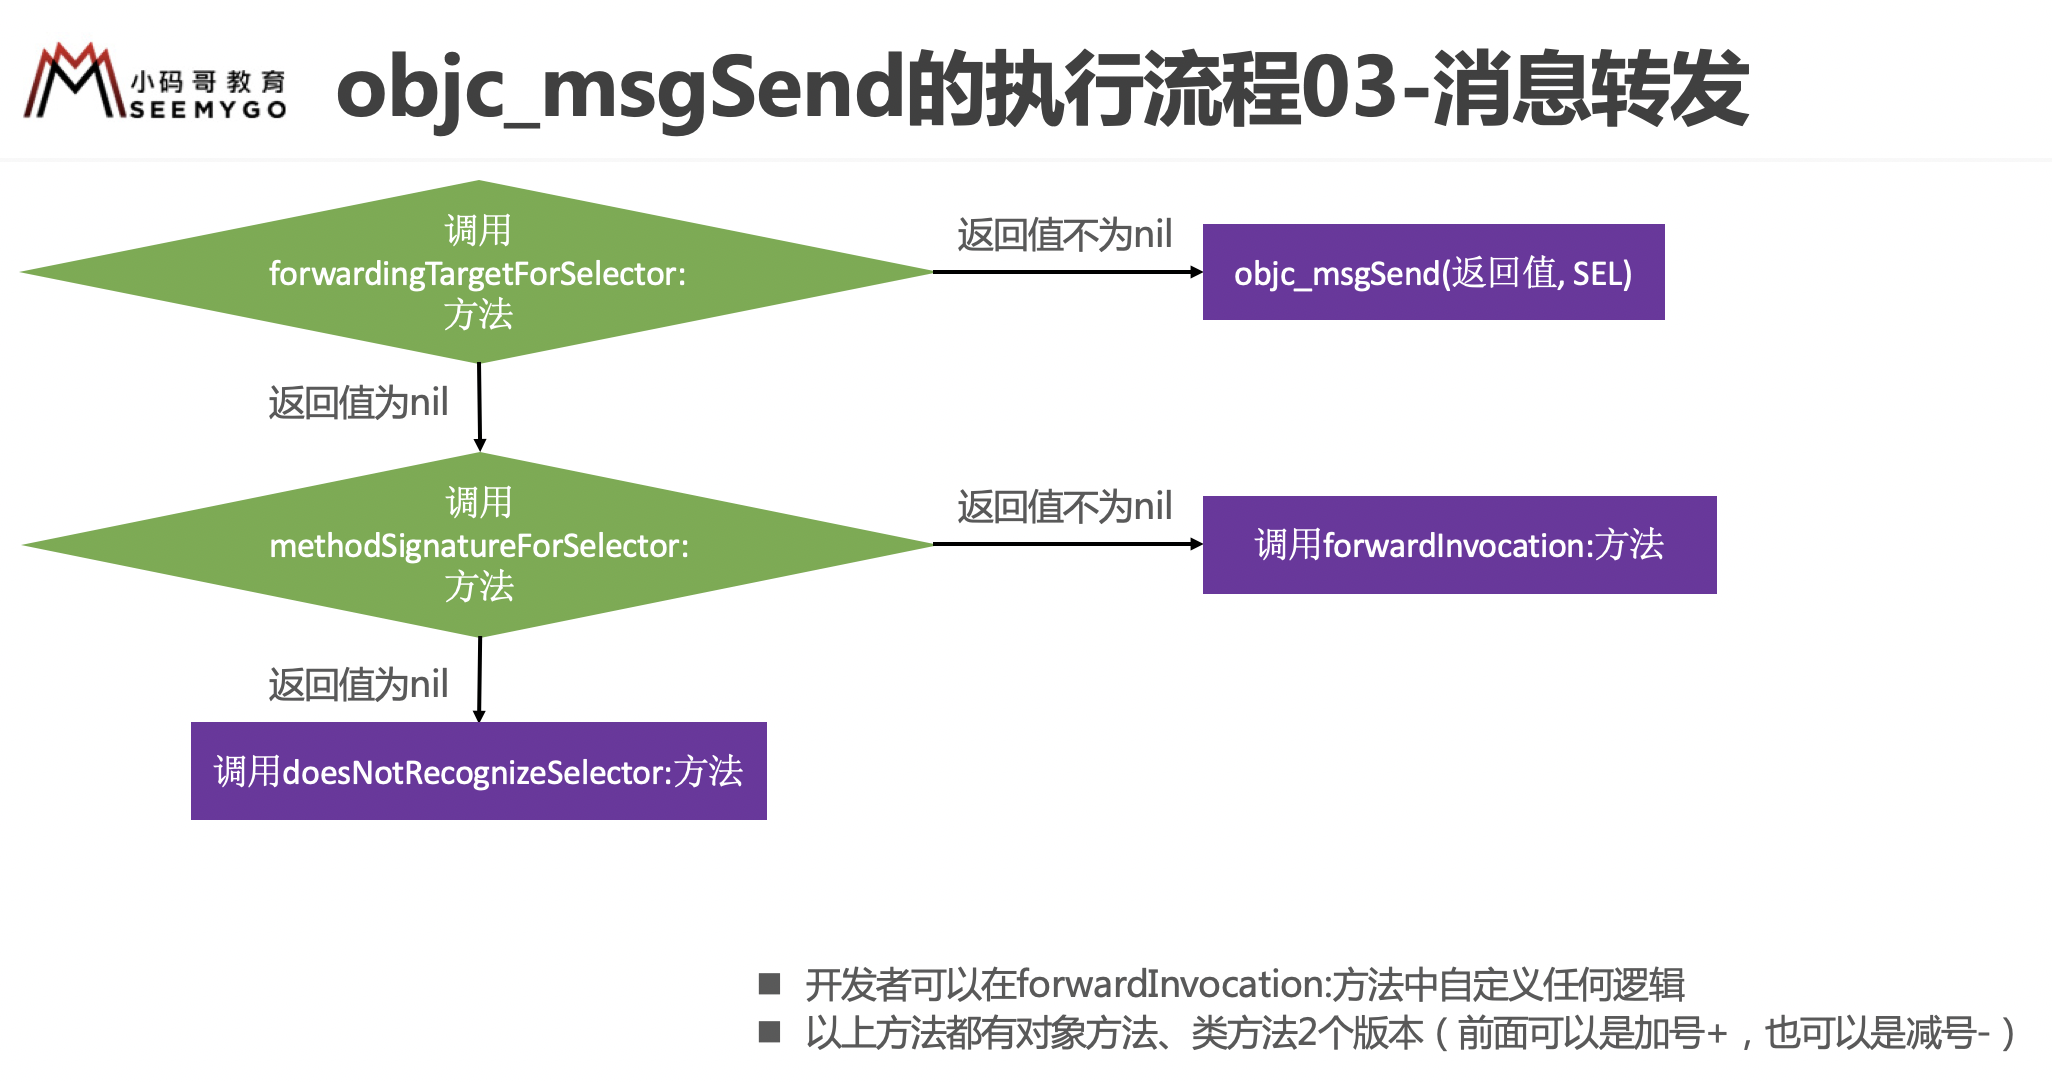 小码哥教育
SEEMYGO
objc_msgSend的执行流程03-消息转发
调用
forwardingTargetForSelector:
方法
返回值不为nil
objc_msgSend(返回值, SEL)
返回值为nil
调用
methodSignatureForSelector:
方法
返回值不为nil
调用forwardInvocation:方法
返回值为nil
调用doesNotRecognizeSelector:方法
■ 开发者可以在forwardInvocation:方法中自定义任何逻辑
■ 以上方法都有对象方法、类方法2个版本（前面可以是加号+，也可以是减号-）